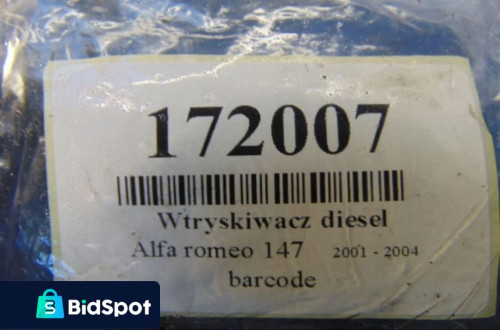 172007
Wtryskiwacz diesel
Alfa romeo 147 2001 - 2004
barcode
S BidSpot